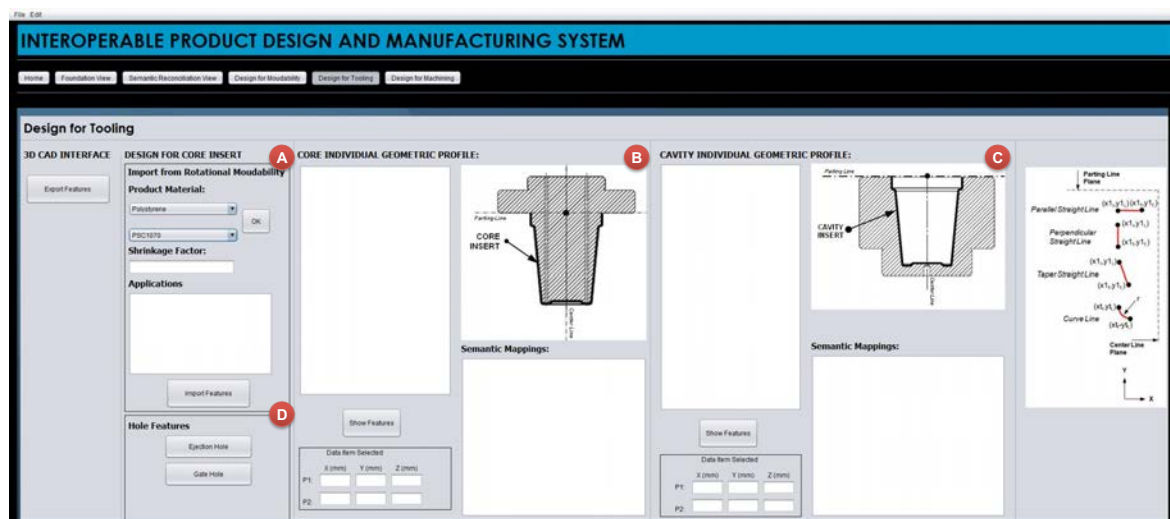 File Edit
INTEROPERABLE PRODUCT DESIGN AND MANUFACTURING SYSTEM
Home Foundation View Semantic Reconciliation View Design for Moudability Design for Tooling Design for Machining
Design for Tooling
3D CAD INTERFACE
Export Features
DESIGN FOR CORE INSERT
A
Import from Rotational Moudability
Product Material:
Polystyrene
OK
PSC1070
Shrinkage Factor:
Applications
Import Features
D
Hole Features
Ejection Hole
Gate Hole
CORE INDIVIDUAL GEOMETRIC PROFILE:
B
Parting-Line
CORE
INSERT
Center-Line
Semantic Mappings:
Show Features
Data Item Selected
X (mm) Y (mm) Z (mm)
P1:
P2:
CAVITY INDIVIDUAL GEOMETRIC PROFILE:
C
Parting-Line
CAVITY
INSERT
Center-Line
Semantic Mappings:
Show Features
Data Item Selected
X (mm) Y (mm) Z (mm)
P1:
P2:
Parting Line
Plane
Parallel Straight Line
Perpendicular
Straight Line
Taper Straight Line
r
Curve Line
Center Line
Plane
Y
X